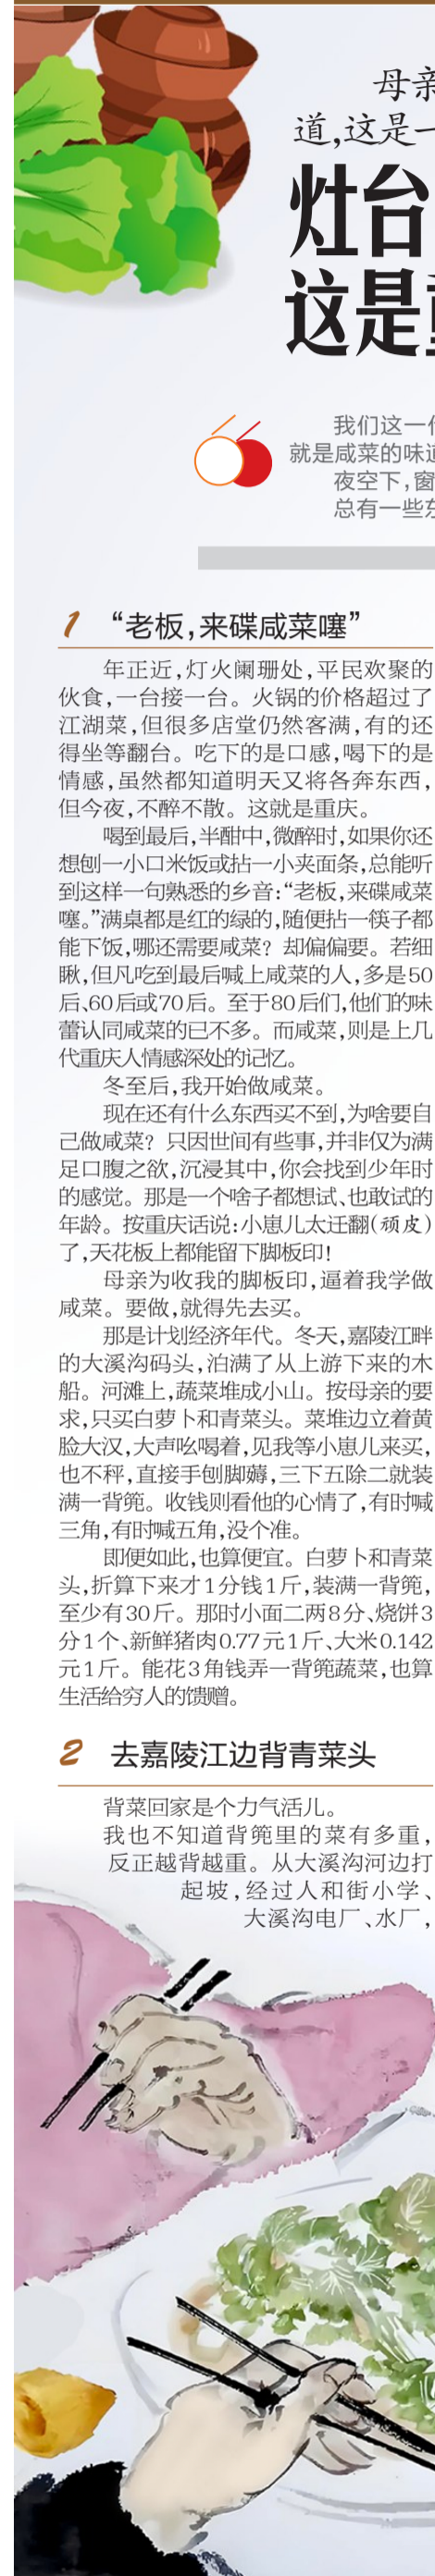 母亲
道,这是一
灶台
这是重
我们这一代
就是咸菜的味道
夜空下,窗
总有一些东
1 “老板,来碟咸菜噻”
年正近,灯火阑珊处,平民欢聚的
伙食,一台接一台。火锅的价格超过了
江湖菜,但很多店堂仍然客满,有的还
得坐等翻台。吃下的是口感,喝下的是
情感,虽然都知道明天又将各奔东西,
但今夜,不醉不散。这就是重庆。
喝到最后,半酣中,微醉时,如果你还
想刨一小口米饭或拈一小夹面条,总能听
到这样一句熟悉的乡音:“老板,来碟咸菜
噻。”满桌都是红的绿的,随便拈一筷子都
能下饭,哪还需要咸菜?却偏偏要。若细
瞅,但凡吃到最后喊上咸菜的人,多是50
后、60后或70后。至于80后们,他们的味
蕾认同咸菜的已不多。而咸菜,则是上几
代重庆人情感深处的记忆。
冬至后,我开始做咸菜。
现在还有什么东西买不到,为啥要自
己做咸菜?只因世间有些事,并非仅为满
足口腹之欲,沉浸其中,你会找到少年时
的感觉。那是一个啥子都想试、也敢试的
年龄。按重庆话说:小崽儿太迁翻(顽皮)
了,天花板上都能留下脚板印!
母亲为收我的脚板印,逼着我学做
咸菜。要做,就得先去买。
那是计划经济年代。冬天,嘉陵江畔
的大溪沟码头,泊满了从上游下来的木
船。河滩上,蔬菜堆成小山。按母亲的要
求,只买白萝卜和青菜头。菜堆边立着黄
脸大汉,大声吆喝着,见我等小崽儿来买,
也不秤,直接手刨脚薅,三下五除二就装
满一背篼。收钱则看他的心情了,有时喊
三角,有时喊五角,没个准。
即便如此,也算便宜。白萝卜和青菜
头,折算下来才1分钱1斤,装满一背篼,
至少有30斤。那时小面二两8分、烧饼3
分1个、新鲜猪肉0.77元1斤、大米0.142
元1斤。能花3角钱弄一背篼蔬菜,也算
生活给穷人的馈赠。
2 去嘉陵江边背青菜头
背菜回家是个力气活儿。
我也不知道背篼里的菜有多重,
反正越背越重。从大溪沟河边打
起坡,经过人和街小学、
大溪沟电厂、水厂,